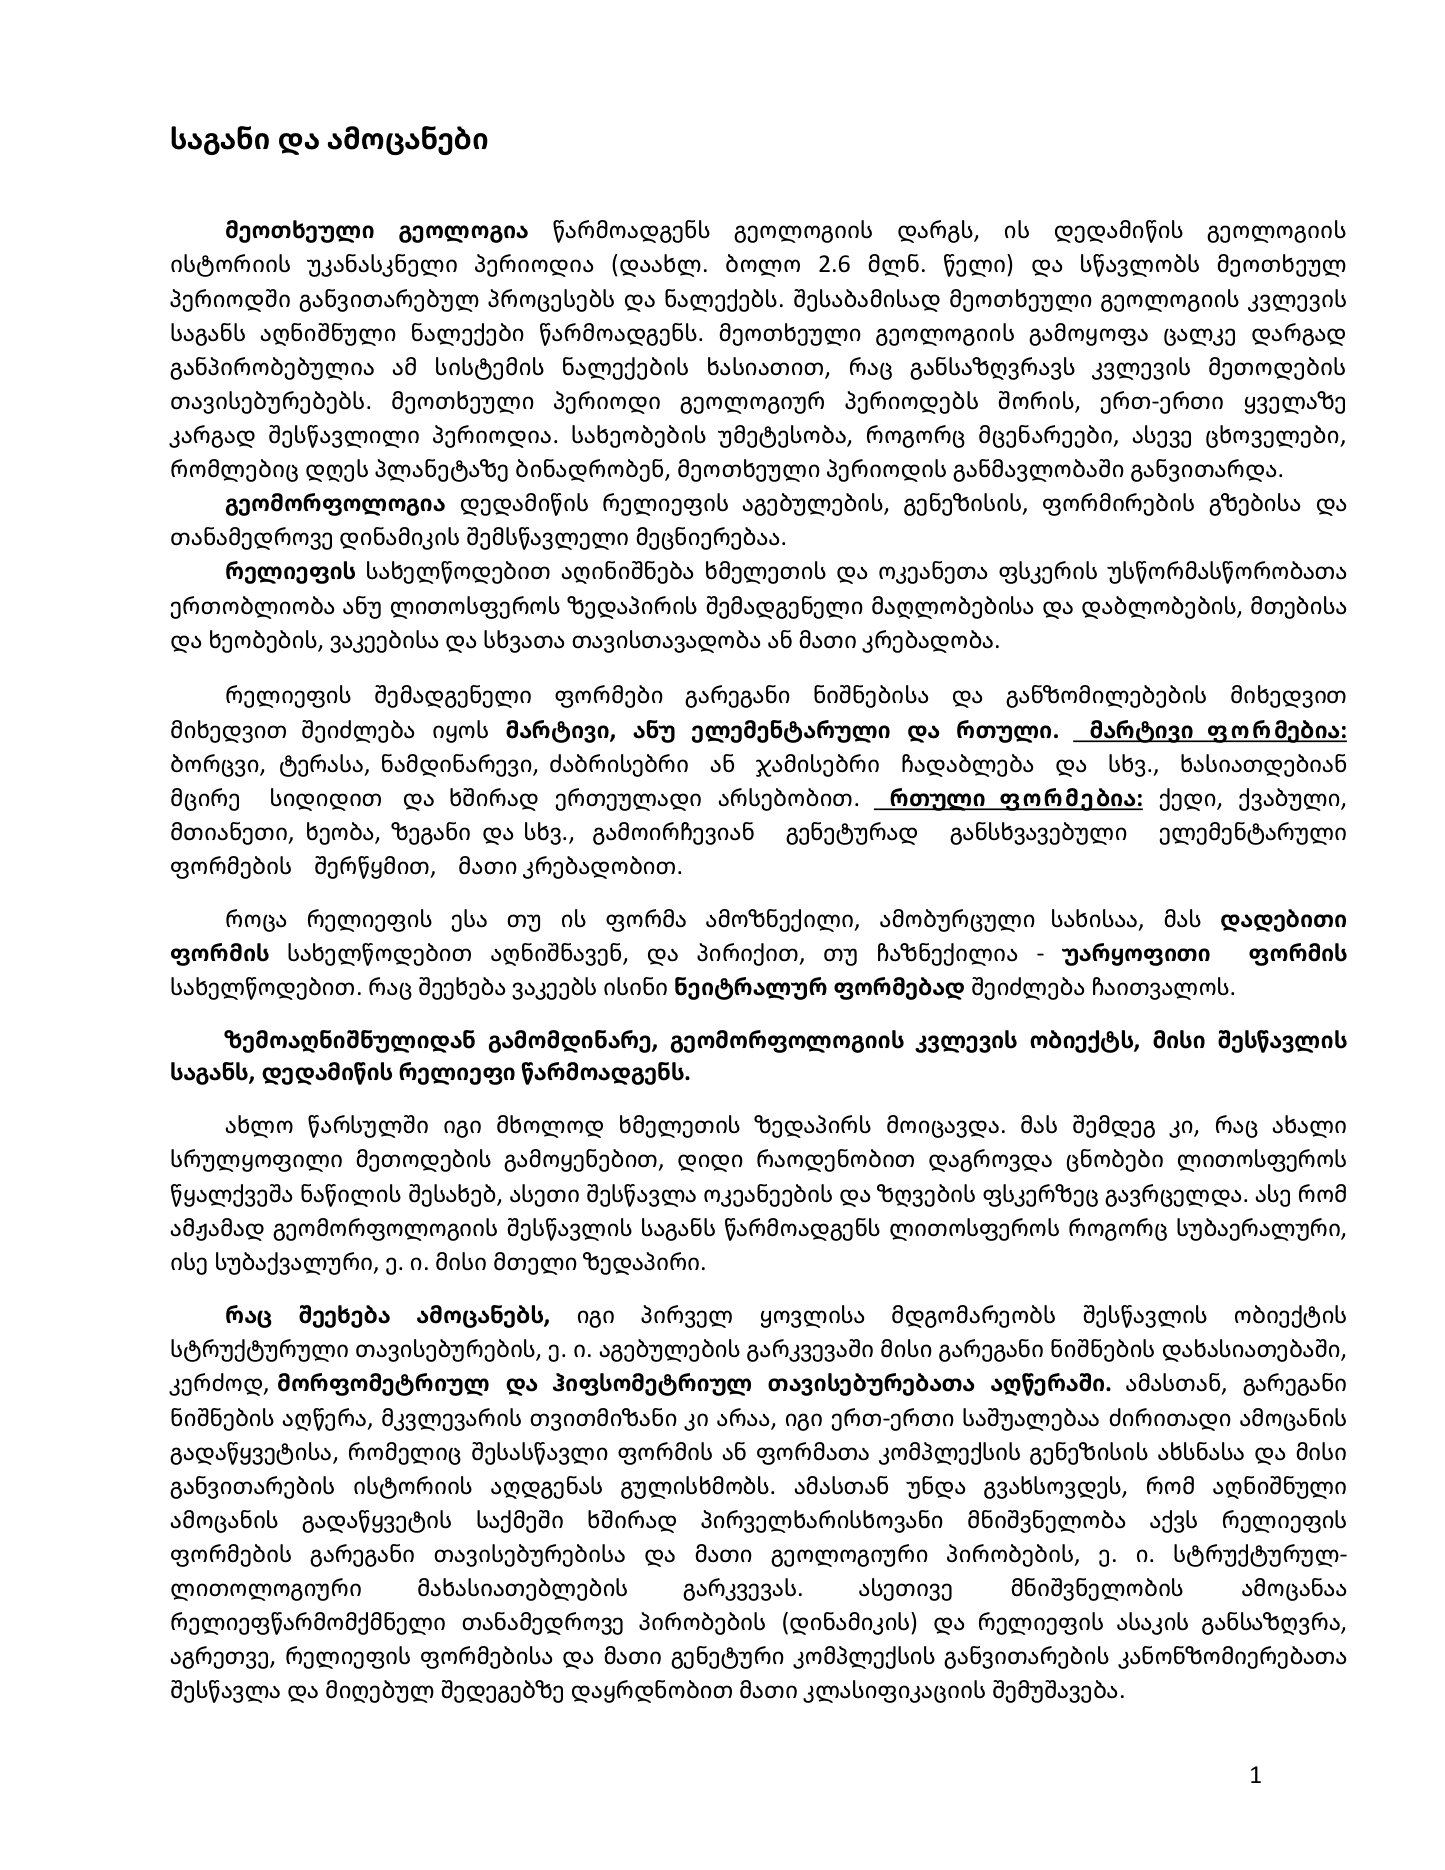 საგანი და ამოცანები
მეოთხეული გეოლოგია წარმოადგენს გეოლოგიის დარგს, ის დედამიწის გეოლოგიის
ისტორიის უკანასკნელი პერიოდია (დაახლ. ბოლო 2.6 მლნ. წელი) და სწავლობს მეოთხეულ
პერიოდში განვითარებულ პროცესებს და ნალექებს. შესაბამისად მეოთხეული გეოლოგიის კვლევის
საგანს აღნიშნული ნალექები წარმოადგენს. მეოთხეული გეოლოგიის გამოყოფა ცალკე დარგად
განპირობებულია ამ სისტემის ნალექების ხასიათით, რაც განსაზღვრავს კვლევის მეთოდების
თავისებურებებს. მეოთხეული პერიოდი გეოლოგიურ პერიოდებს შორის, ერთ-ერთი ყველაზე
კარგად შესწავლილი პერიოდია. სახეობების უმეტესობა, როგორც მცენარეები, ასევე ცხოველები,
რომლებიც დღეს პლანეტაზე ბინადრობენ, მეოთხეული პერიოდის განმავლობაში განვითარდა.
გეომორფოლოგია დედამიწის რელიეფის აგებულების, გენეზისის, ფორმირების გზებისა და
თანამედროვე დინამიკის შემსწავლელი მეცნიერებაა.
რელიეფის სახელწოდებით აღინიშნება ხმელეთის და ოკეანეთა ფსკერის უსწორმასწორობათა
ერთობლიობა ანუ ლითოსფეროს ზედაპირის შემადგენელი მაღლობებისა და დაბლობების, მთებისა
და ხეობების, ვაკეებისა და სხვათა თავისთავადობა ან მათი კრებადობა.
რელიეფის შემადგენელი ფორმები გარეგანი ნიშნებისა და განზომილებების მიხედვით
მიხედვით შეიძლება იყოს მარტივი, ანუ ელემენტარული და რთული. მარტივი ფორმებია:
ბორცვი, ტერასა, ნამდინარევი, ძაბრისებრი ან ჯამისებრი ჩადაბლება და სხვ., ხასიათდებიან
მცირე სიდიდით და ხშირად ერთეულადი არსებობით. რთული ფორმებია: ქედი, ქვაბული,
მთიანეთი, ხეობა, ზეგანი და სხვ., გამოირჩევიან გენეტურად განსხვავებული ელემენტარული
ფორმების შერწყმით, მათი კრებადობით.
როცა რელიეფის ესა თუ ის ფორმა ამოზნექილი, ამობურცული სახისაა, მას დადებითი
ფორმის სახელწოდებით აღნიშნავენ, და პირიქით, თუ ჩაზნექილია - უარყოფითი ფორმის
სახელწოდებით. რაც შეეხება ვაკეებს ისინი ნეიტრალურ ფორმებად შეიძლება ჩაითვალოს.
ზემოაღნიშნულიდან გამომდინარე, გეომორფოლოგიის კვლევის ობიექტს, მისი შესწავლის
საგანს, დედამიწის რელიეფი წარმოადგენს.
ახლო წარსულში იგი მხოლოდ ხმელეთის ზედაპირს მოიცავდა. მას შემდეგ კი, რაც ახალი
სრულყოფილი მეთოდების გამოყენებით, დიდი რაოდენობით დაგროვდა ცნობები ლითოსფეროს
წყალქვეშა ნაწილის შესახებ, ასეთი შესწავლა ოკეანეების და ზღვების ფსკერზეც გავრცელდა. ასე რომ
ამჟამად გეომორფოლოგიის შესწავლის საგანს წარმოადგენს ლითოსფეროს როგორც სუბაერალური,
ისე სუბაქვალური, ე. ი. მისი მთელი ზედაპირი.
რაც შეეხება ამოცანებს, იგი პირველ ყოვლისა მდგომარეობს შესწავლის ობიექტის
სტრუქტურული თავისებურების, ე. ი. აგებულების გარკვევაში მისი გარეგანი ნიშნების დახასიათებაში,
კერძოდ, მორფომეტრიულ და ჰიფსომეტრიულ თავისებურებათა აღწერაში. ამასთან, გარეგანი
ნიშნების აღწერა, მკვლევარის თვითმიზანი კი არაა, იგი ერთ-ერთი საშუალებაა ძირითადი ამოცანის
გადაწყვეტისა, რომელიც შესასწავლი ფორმის ან ფორმათა კომპლექსის გენეზისის ახსნასა და მისი
განვითარების ისტორიის აღდგენას გულისხმობს. ამასთან უნდა გვახსოვდეს, რომ აღნიშნული
ამოცანის გადაწყვეტის საქმეში ხშირად პირველხარისხოვანი მნიშვნელობა აქვს რელიეფის
ფორმების გარეგანი თავისებურებისა და მათი გეოლოგიური პირობების, ე. ი. სტრუქტურულ-
ლითოლოგიური მახასიათებლების გარკვევას. ასეთივე მნიშვნელობის ამოცანაა
რელიეფწარმომქმნელი თანამედროვე პირობების (დინამიკის) და რელიეფის ასაკის განსაზღვრა,
აგრეთვე, რელიეფის ფორმებისა და მათი გენეტური კომპლექსის განვითარების კანონზომიერებათა
შესწავლა და მიღებულ შედეგებზე დაყრდნობით მათი კლასიფიკაციის შემუშავება.
1